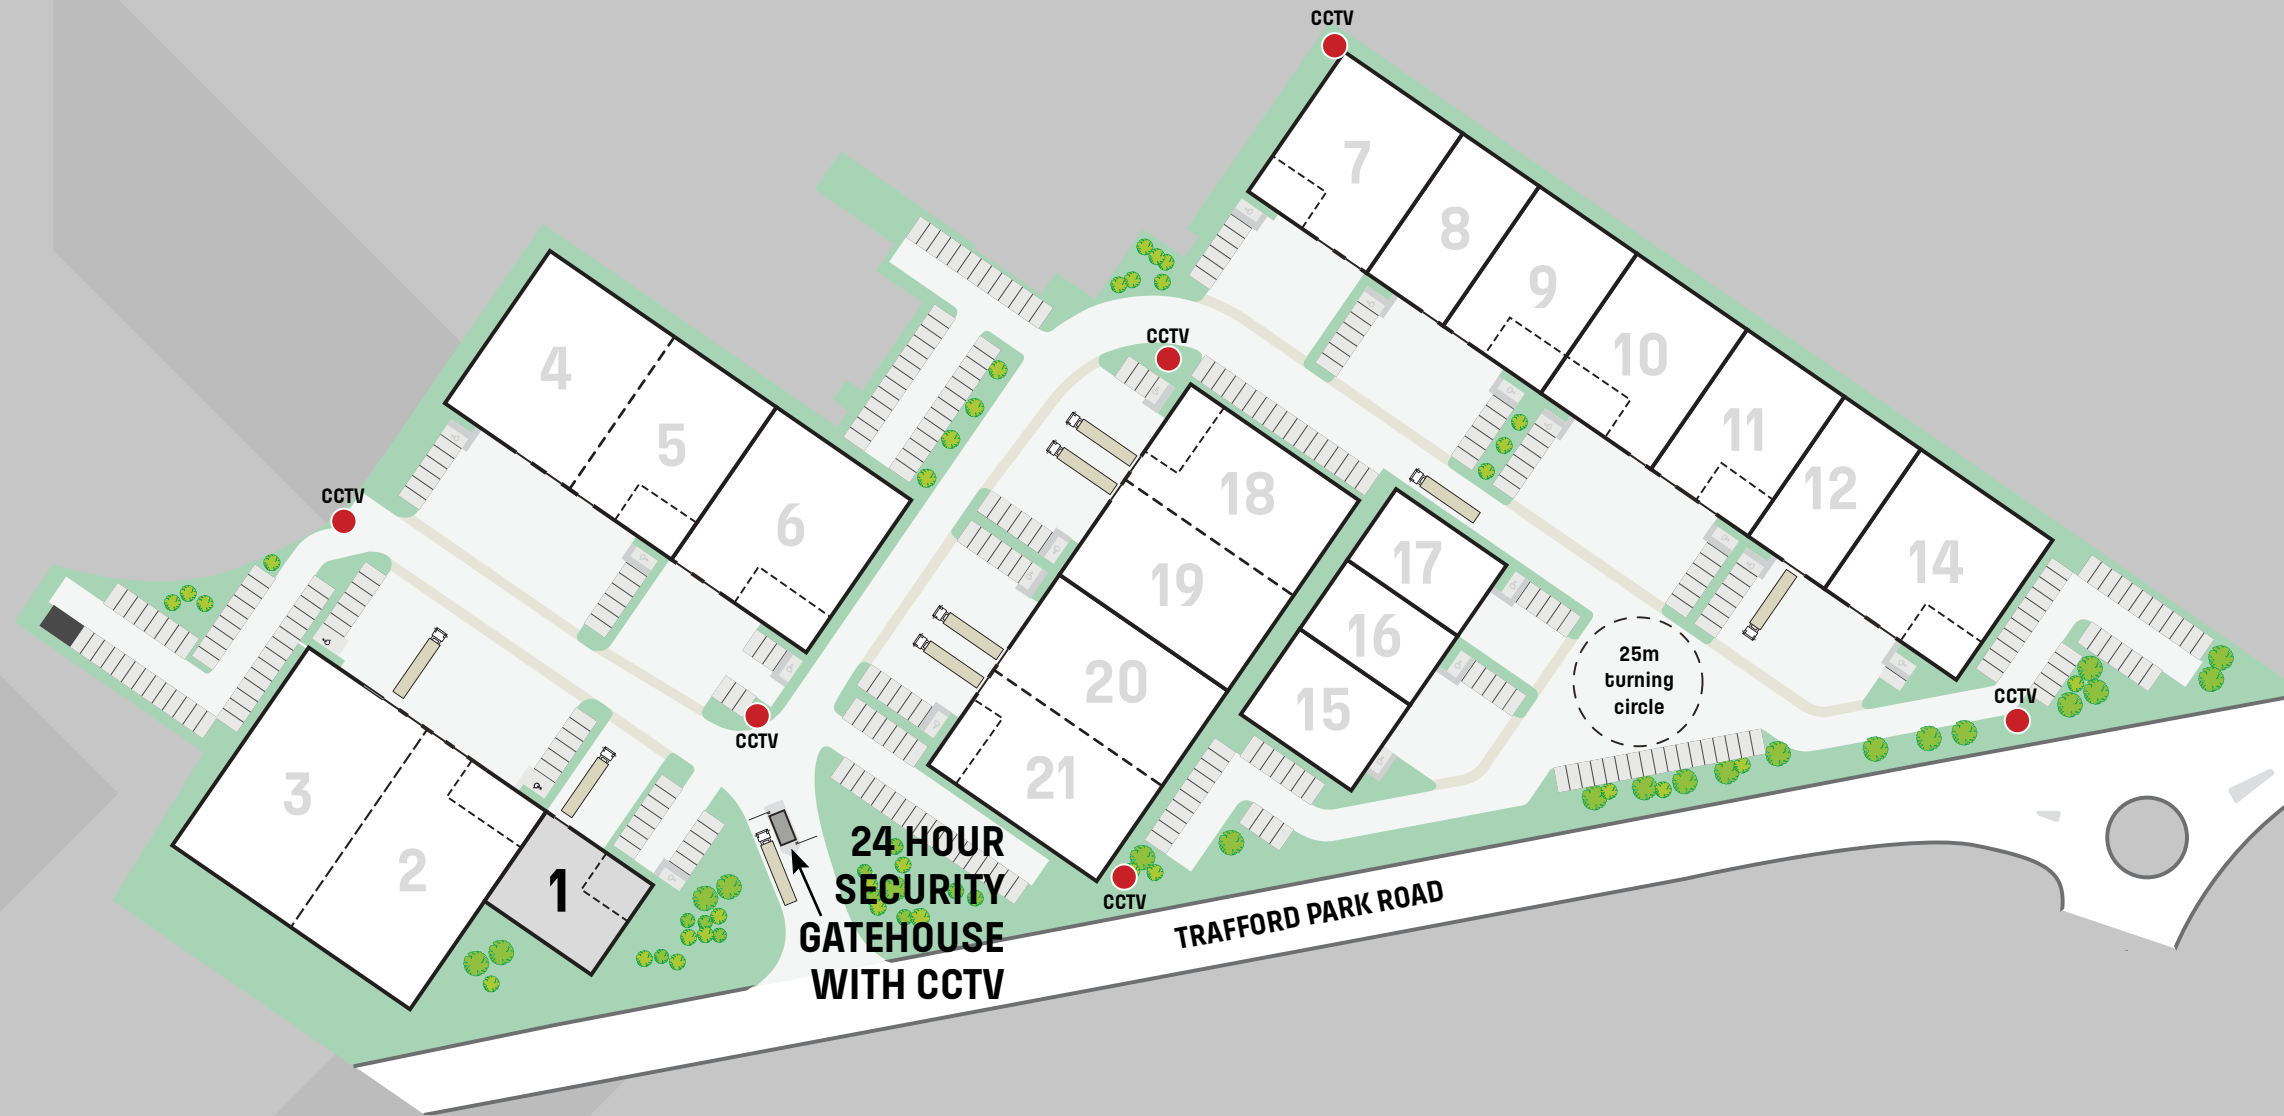 CCTV
7
8
9
10
11
12
14
CCTV
4
5
6
CCTV
18
19
20
21
17
16
15
25m
turning
circle
CCTV
CCTV
3
2
1
24 HOUR
SECURITY
GATEHOUSE
WITH CCTV
CCTV
TRAFFORD PARK ROAD